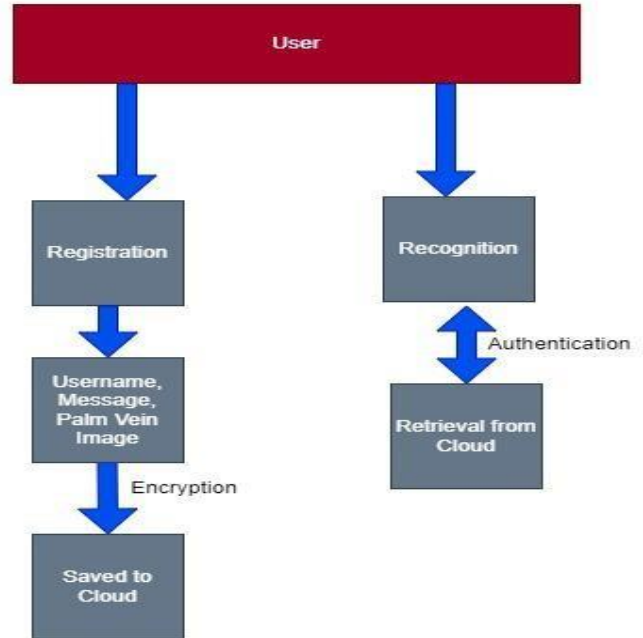 User
Registration
Recognition
Authentication
Username,
Message,
Palm Vein
Image
Retrieval from
Cloud
Encryption
Saved to
Cloud